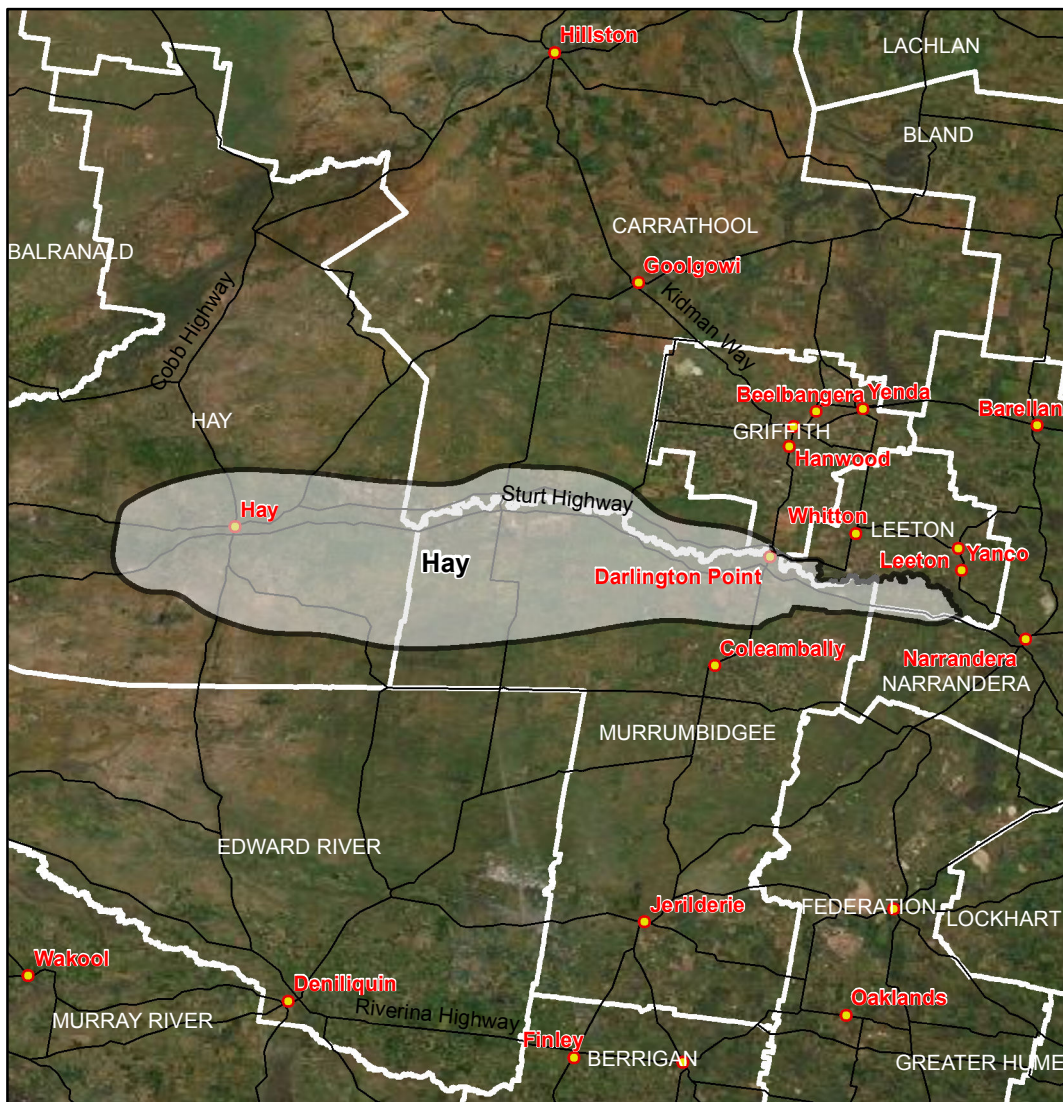 Hillston
LACHLAN
BLAND
CARRATHOOL
BALRANALD
Goolgowi
Kidman Way
Cobb Highway
Beelbangera
Yenda
Barellan
HAY
GRIFFITH
Hanwood
Sturt Highway
Hay
Whitton
LEETON
Hay
Darlington Point
Leeton
Yanco
Coleambally
Narrandera
NARRANDERA
MURRUMBIDGEE
EDWARD RIVER
Jerilderie
FEDERATION
LOCKHART
Wakool
Deniliquin
Oaklands
MURRAY RIVER
Riverina Highway
Finley
BERRIGAN
GREATER HUME